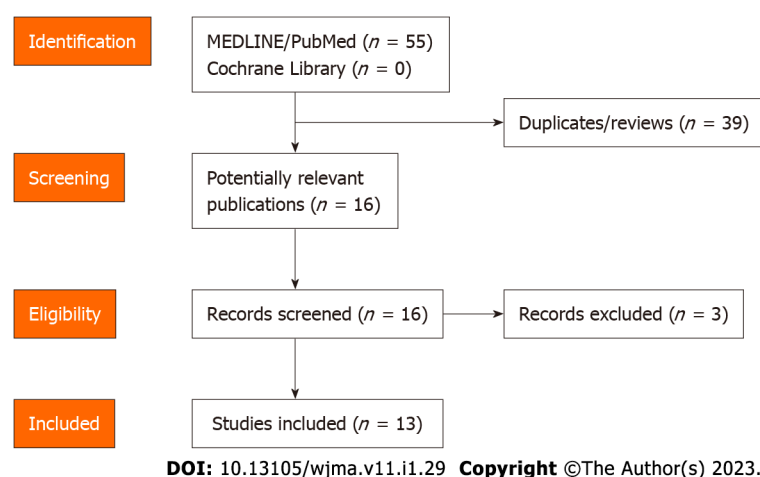 Identification
MEDLINE/PubMed (n = 55)
Cochrane Library (n = 0)
Duplicates/reviews (n = 39)
Screening
Potentially relevant
publications (n = 16)
Eligibility
Records screened (n = 16)
Records excluded (n = 3)
Included
Studies included (n = 13)
DOI: 10.13105/wjma.v11.i1.29 Copyright ©The Author(s) 2023.